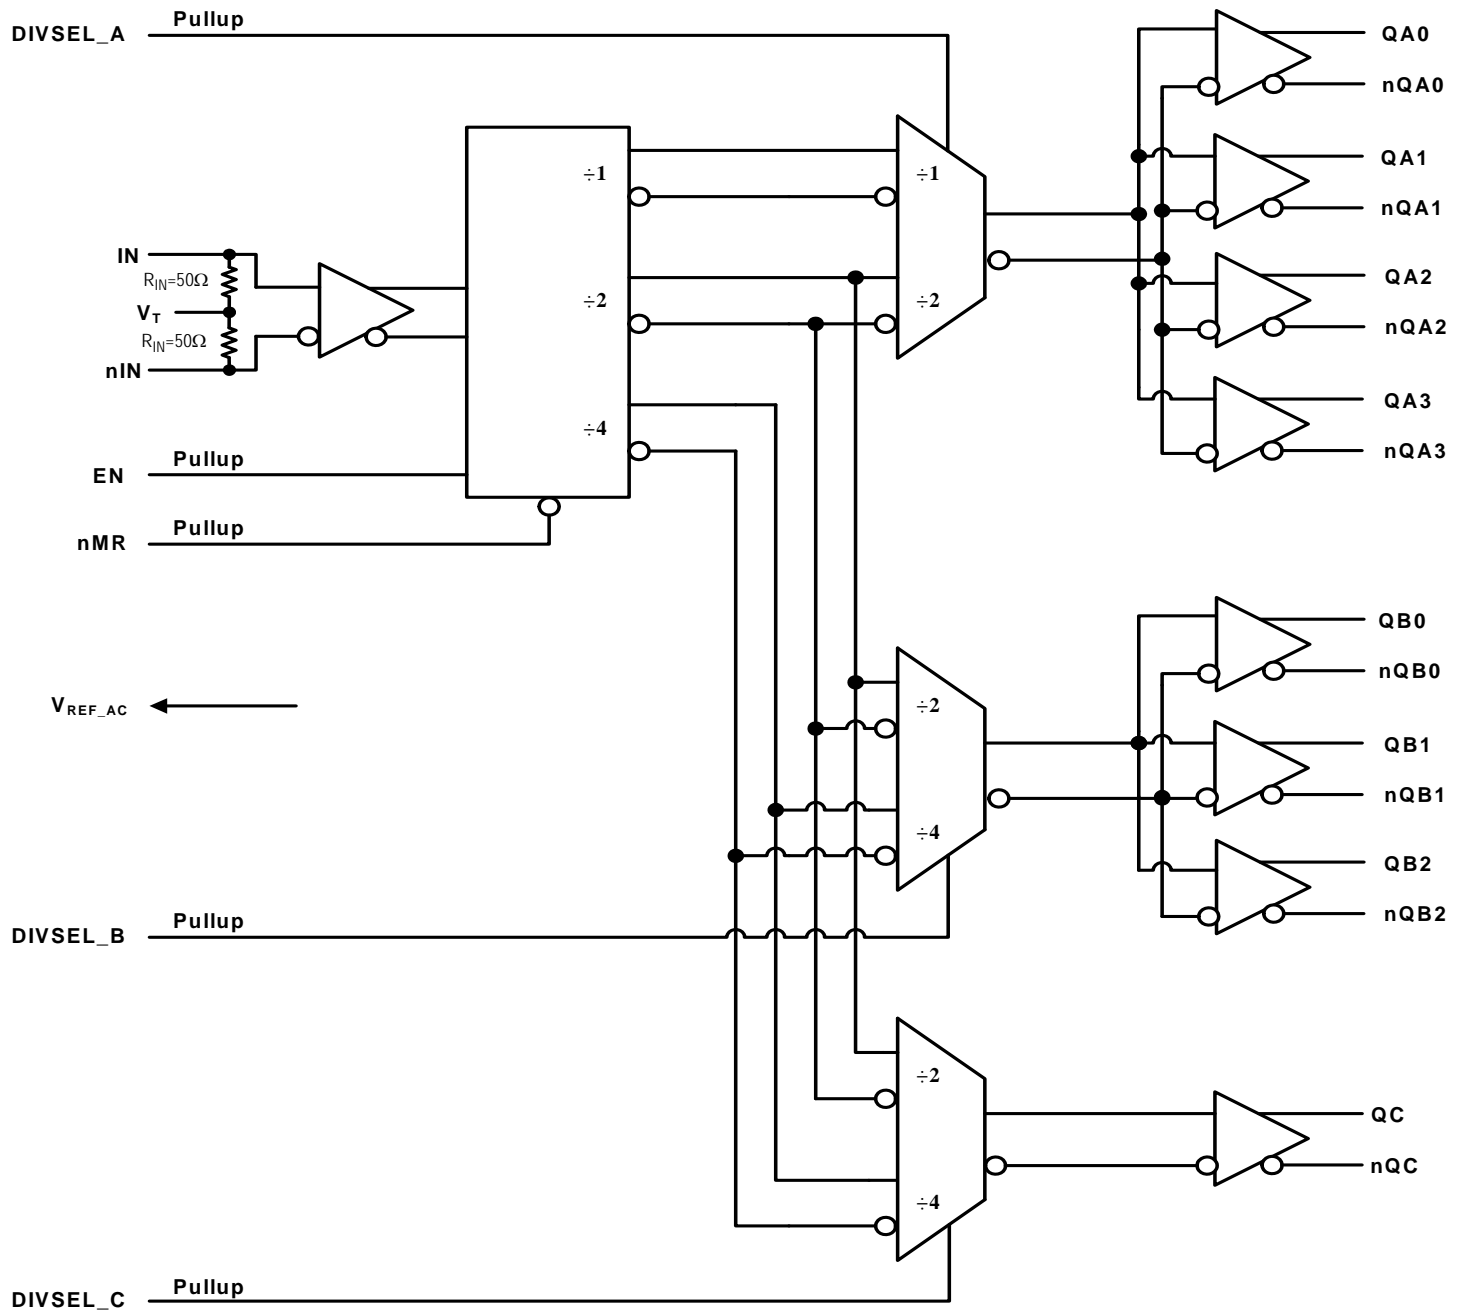 DIVSEL_A
Pullup
QA0
nQA0
÷1
÷1
QA1
nQA1
IN
RIN=50Ω
VT
RIN=50Ω
nIN
÷2
÷2
QA2
nQA2
÷4
QA3
nQA3
EN
Pullup
nMR
Pullup
QB0
nQB0
VREF_AC
÷2
QB1
nQB1
÷4
QB2
nQB2
DIVSEL_B
Pullup
÷2
QC
nQC
÷4
DIVSEL_C
Pullup